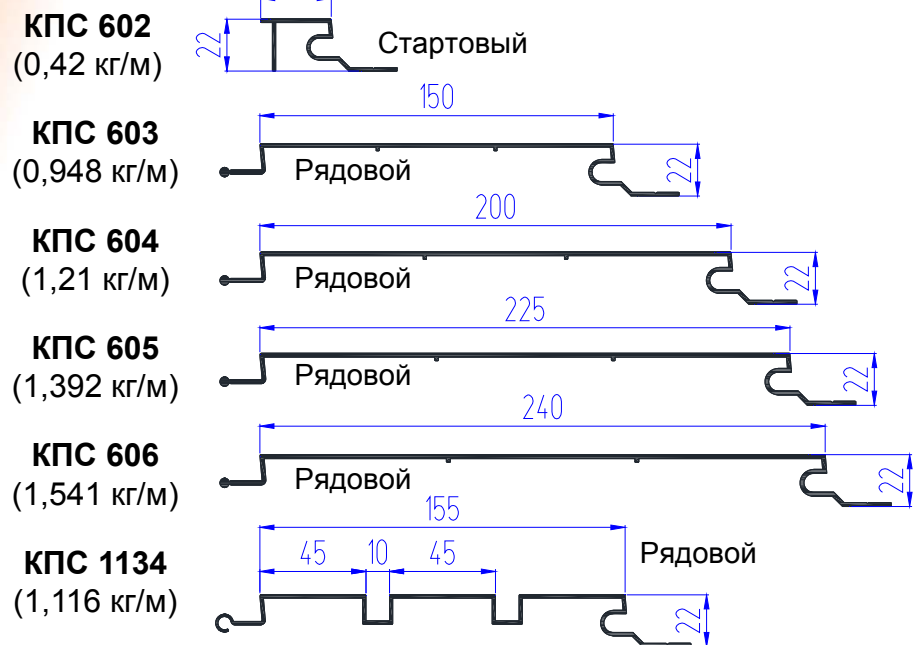 КПС 602
(0,42 кг/м)
22
Стартовый
КПС 603
(0,948 кг/м)
150
Рядовой
22
КПС 604
(1,21 кг/м)
200
Рядовой
22
КПС 605
(1,392 кг/м)
225
Рядовой
22
КПС 606
(1,541 кг/м)
240
Рядовой
22
КПС 1134
(1,116 кг/м)
155
45
10
45
Рядовой
22